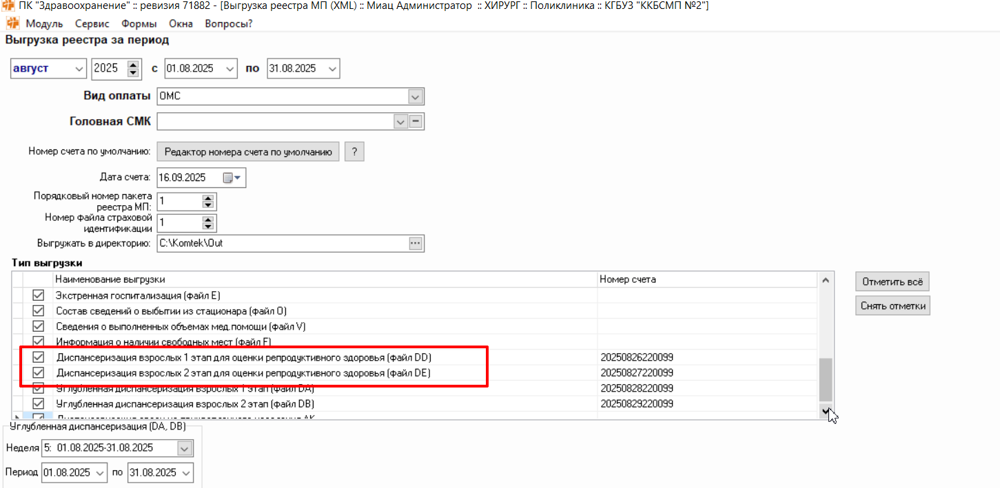 ПК "Здравоохранение" :: ревизия 71882 - [Выгрузка реестра МП (XML) :: Миац Администратор :: ХИРУРГ :: Поликлиника :: КГБУЗ "ККБСМП №2"]
Модуль Сервис Формы Окна Вопросы?
Выгрузка реестра за период
август 2025 с 01.08.2025 по 31.08.2025
Вид оплаты ОМС
Головная СМК
Номер счета по умолчанию: Редактор номера счета по умолчанию ?
Дата счета: 16.09.2025
Порядковый номер пакета
реестра МП: 1
Номер файла страховой
идентификации 1
Выгружать в директорию: C:\Komtek\Out ...
Тип выгрузки
Наименование выгрузки Номер счета
Отметить всё
Экстренная госпитализация (файл E)
Состав сведений о выбытии из стационара (файл O)
Снять отметки
Сведения о выполненных объемах мед.помощи (файл V)
Информация о наличии свободных мест (файл F)
Диспансеризация взрослых 1 этап для оценки репродуктивного здоровья (файл DD) 20250826220099
Диспансеризация взрослых 2 этап для оценки репродуктивного здоровья (файл DE) 20250827220099
Углубленная диспансеризация взрослых 1 этап (файл DA) 20250828220099
Углубленная диспансеризация взрослых 2 этап (файл DB) 20250829220099
Углубленная диспансеризация (DA, DB)
Неделя 5: 01.08.2025-31.08.2025
Период 01.08.2025 по 31.08.2025